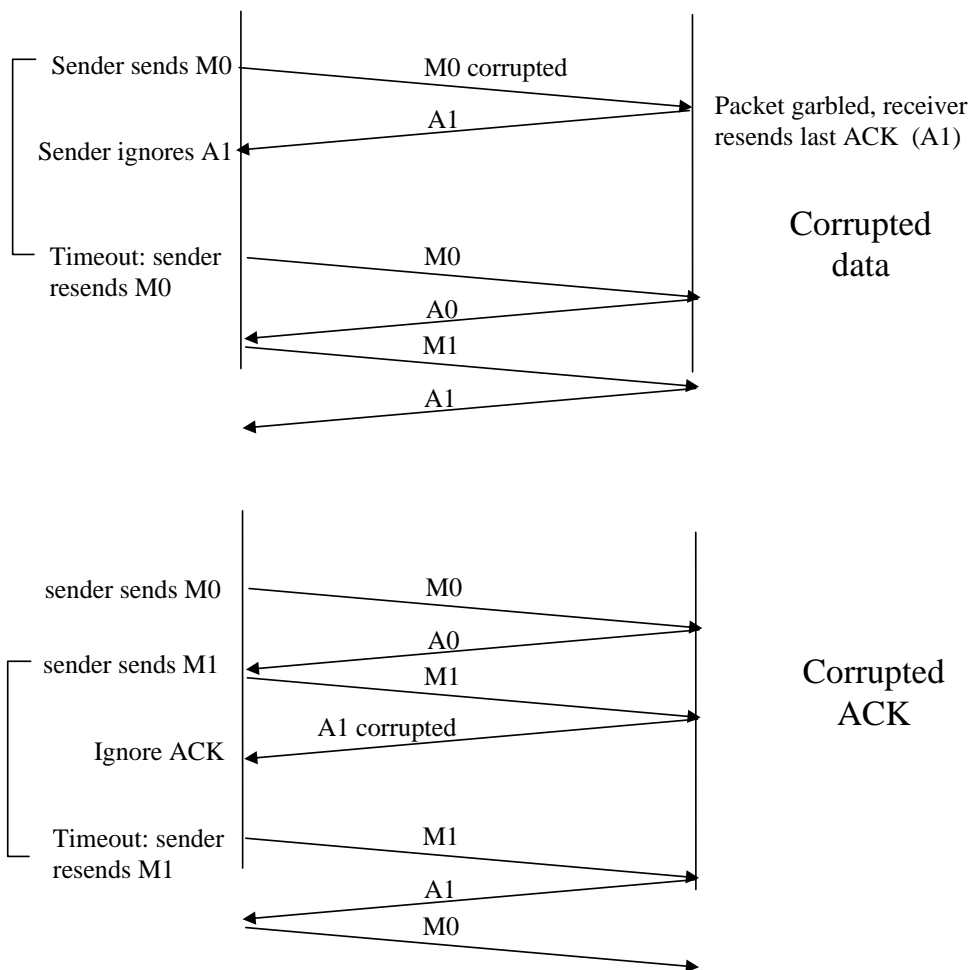 Sender sends M0
M0 corrupted
Packet garbled, receiver
resends last ACK (A1)
A1
Sender ignores A1
Corrupted
data
Timeout: sender
resends M0
M0
A0
M1
A1
sender sends M0
M0
A0
sender sends M1
M1
Corrupted
ACK
A1 corrupted
Ignore ACK
Timeout: sender
resends M1
M1
A1
M0